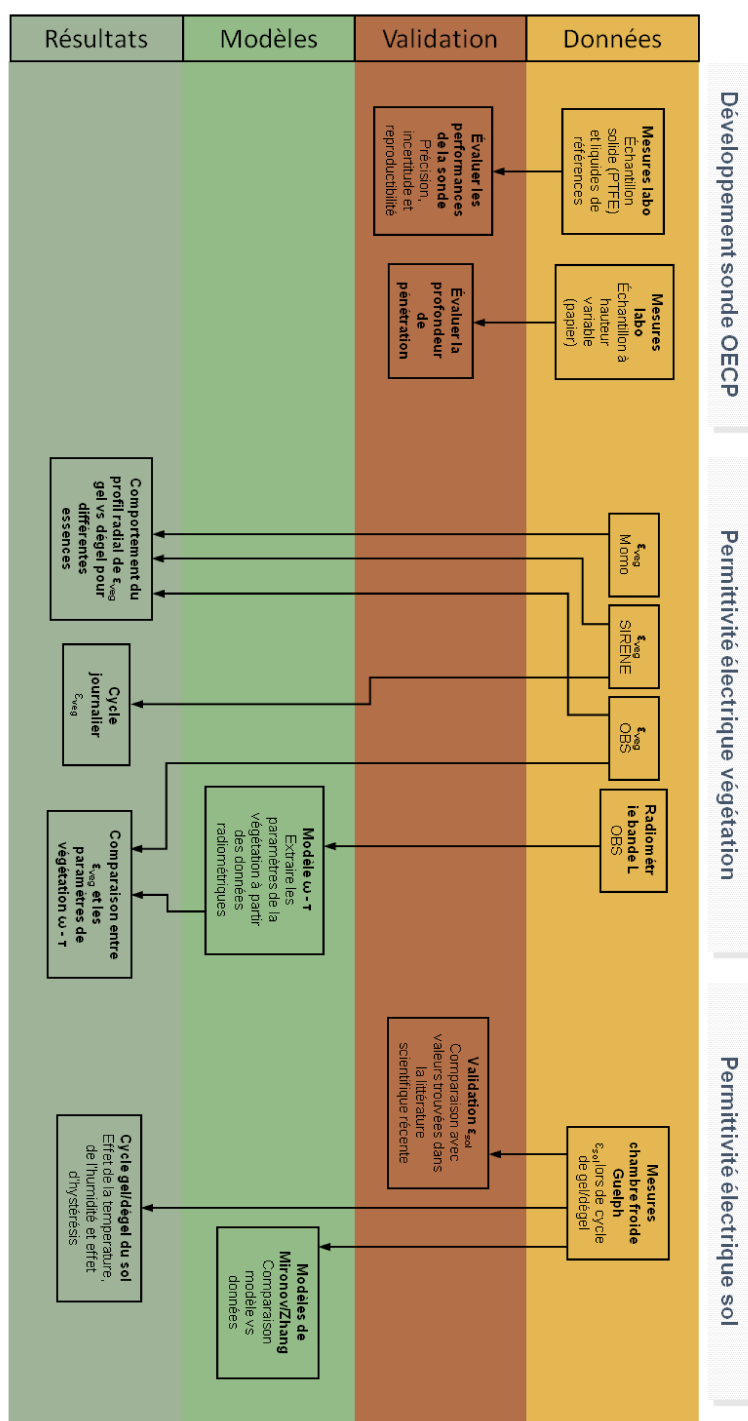 Développement sonde OECP
Permittivité électrique végétation
Permittivité électrique sol
Données
Validation
Modèles
Résultats
Mesures labo
Échantillon
solide (PTFE)
et liquides de
références
Mesures
labo
Échantillon à
hauteur
variable
(papier)
εveg
Momo
εveg
SIRENE
εveg
OBS
Radiométr
ie bande L
OBS
Mesures
chambre froide
Guelph
εsol lors de cycle
de gel/dégel
Évaluer les
performances
de la sonde
Précision,
incertitude et
reproductibilité
Évaluer la
profondeur
de
pénétration
Validation εsol
Comparaison avec
valeurs trouvées dans
la littérature
scientifique récente
Modèle ω - τ
Extraire les
paramètres de la
végétation à partir
des données
radiométriques
Modèles de
Mironov/Zhang
Comparaison
modèle vs
données
Comportement du
profil radial de εveg
gel vs dégel pour
différentes
essences
Cycle
journalier
εveg
Comparaison entre
εveg et les
paramètres de
végétation ω - τ
Cycle gel/dégel du sol
Effet de la temperature,
de l'humidité et effet
d'hystérésis